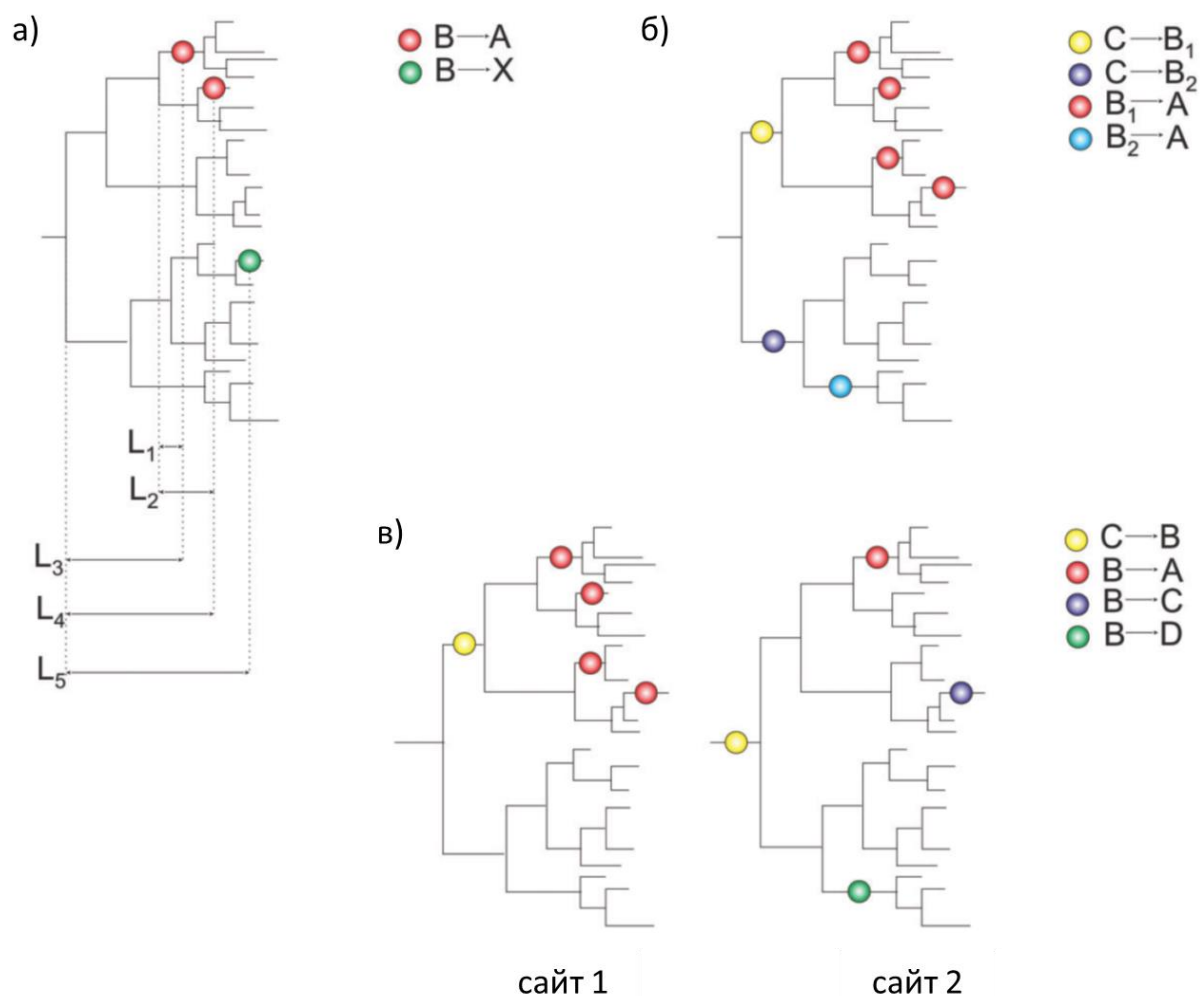 а)
B→A
B→X
L₁
L₂
L₃
L₄
L₅
б)
C→B₁
C→B₂
B₁→A
B₂→A
в)
C→B
B→A
B→C
B→D
сайт 1
сайт 2